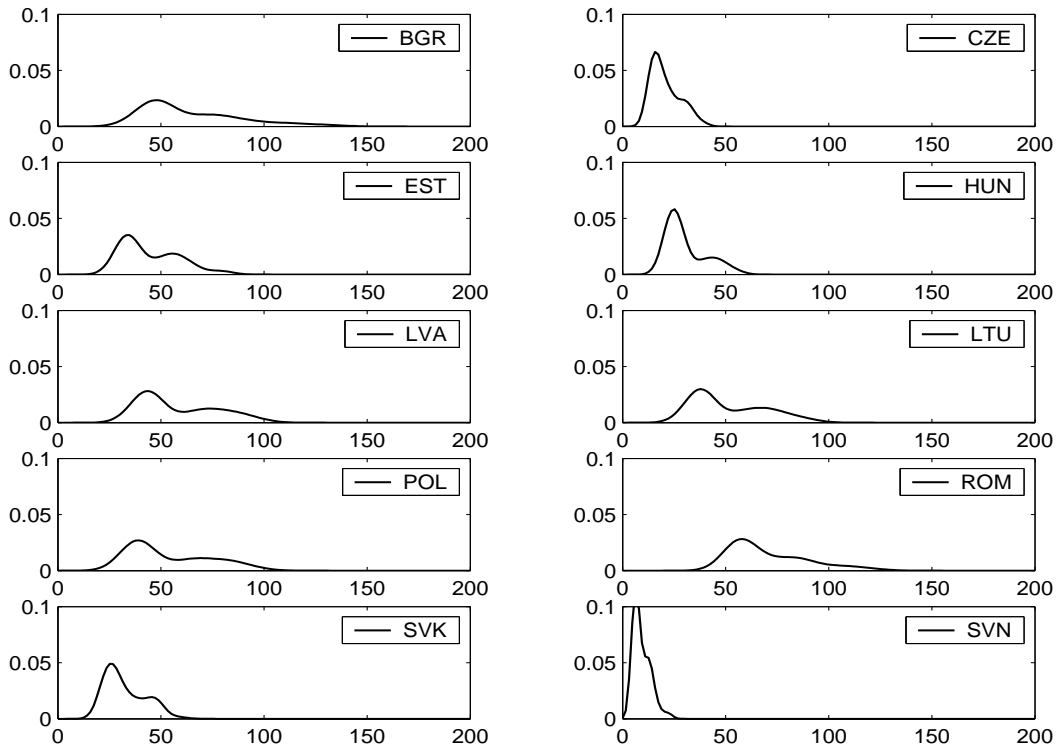 0.1 0.05 0 BGR 0 50 100 150 200
0.1 0.05 0 CZE 0 50 100 150 200
0.1 0.05 0 EST 0 50 100 150 200
0.1 0.05 0 HUN 0 50 100 150 200
0.1 0.05 0 LVA 0 50 100 150 200
0.1 0.05 0 LTU 0 50 100 150 200
0.1 0.05 0 POL 0 50 100 150 200
0.1 0.05 0 ROM 0 50 100 150 200
0.1 0.05 0 SVK 0 50 100 150 200
0.1 0.05 0 SVN 0 50 100 150 200